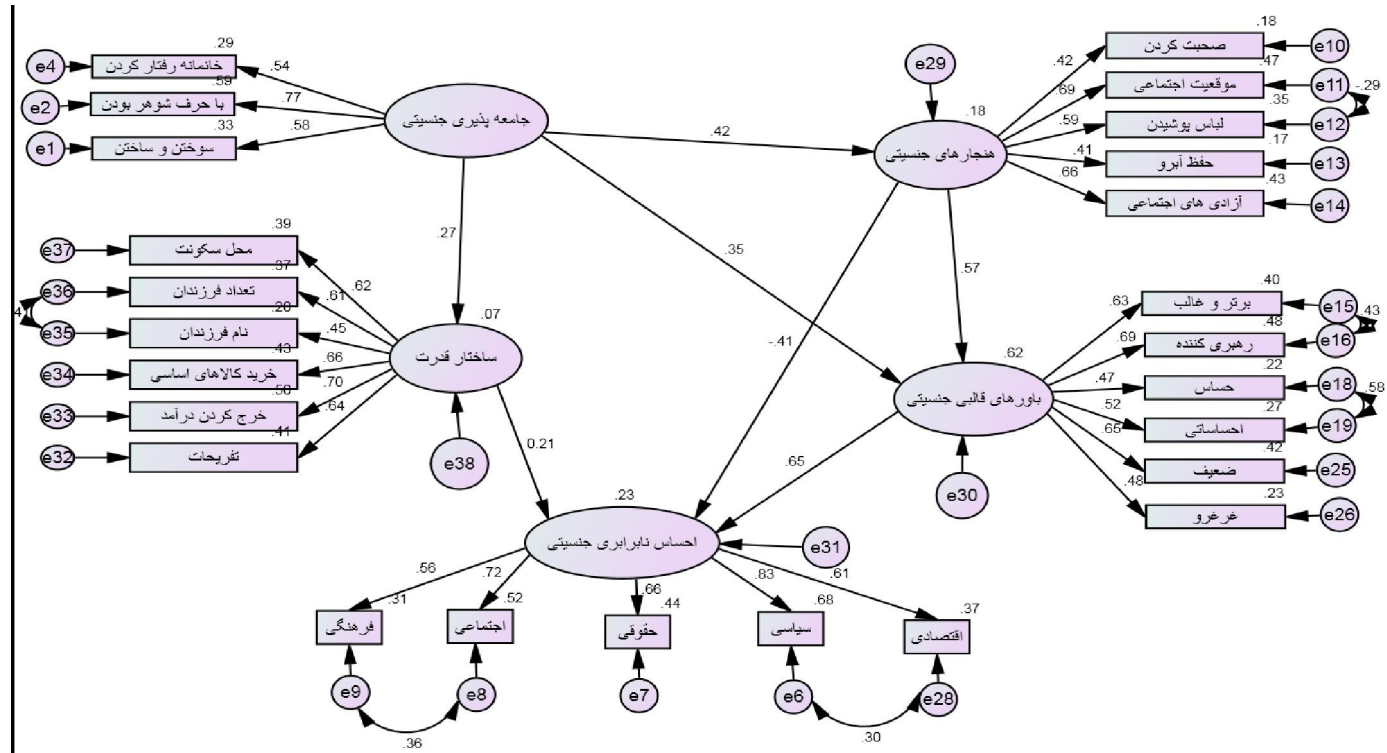 .29
e4
خانمانه رفتار کردن
.54
.59
e2
با حرف شوهر بودن
.77
.33
e1
سوختن و ساختن
.58
جامعه پذیری جنسیتی
.42
.27
.35
e29
.18
هنجارهای جنسیتی
.18
.42
صحبت کردن
e10
.47
.69
موقعیت اجتماعی
e11
-.29
.35
.59
لباس پوشیدن
e12
.17
.41
حفظ آبرو
e13
.43
.66
آزادی های اجتماعی
e14
.57
-.41
.39
e37
محل سکونت
.62
.37
e36
تعداد فرزندان
.61
e35
نام فرزندان
.45
.43
e34
خرید کالاهای اساسی
.66
e33
خرج کردن درآمد
.70
.41
e32
تفریحات
.64
.07
ساختار قدرت
e38
0.21
.62
باورهای قالبی جنسیتی
e30
.65
.40
.63
برتر و غالب
e15
.43
.48
.69
رهبری کننده
e16
.22
.47
حساس
e18
.58
.27
.52
احساساتی
e19
.42
.65
ضعیف
e25
.23
.48
غرغرو
e26
.23
احساس نابرابری جنسیتی
e31
.56
.72
.66
.83
.61
.31
.52
.44
.68
.37
فرهنگی
اجتماعی
حقوقی
سیاسی
اقتصادی
e9
e8
e7
e6
e28
.36
.30